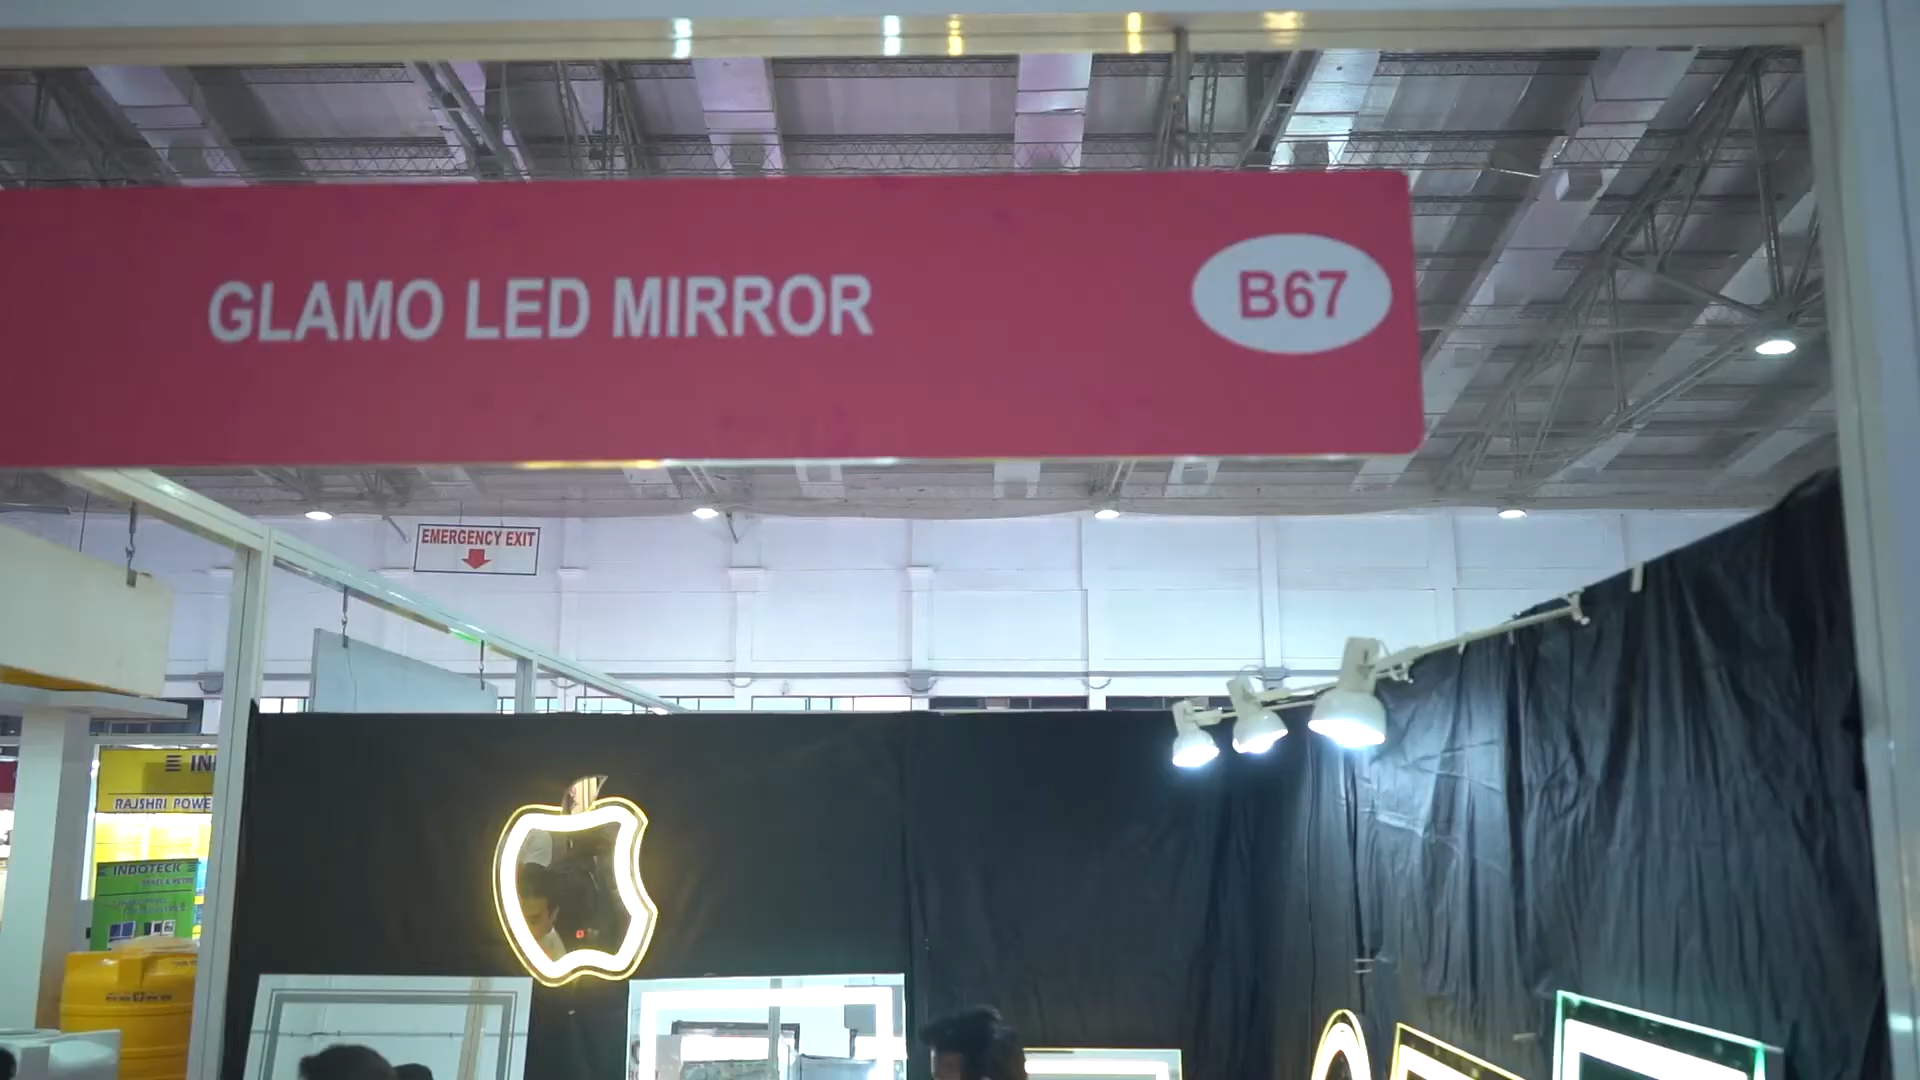 GLAMO LED MIRROR
B67
EMERGENCY EXIT
RAJSHRI POWE
INDOTECK